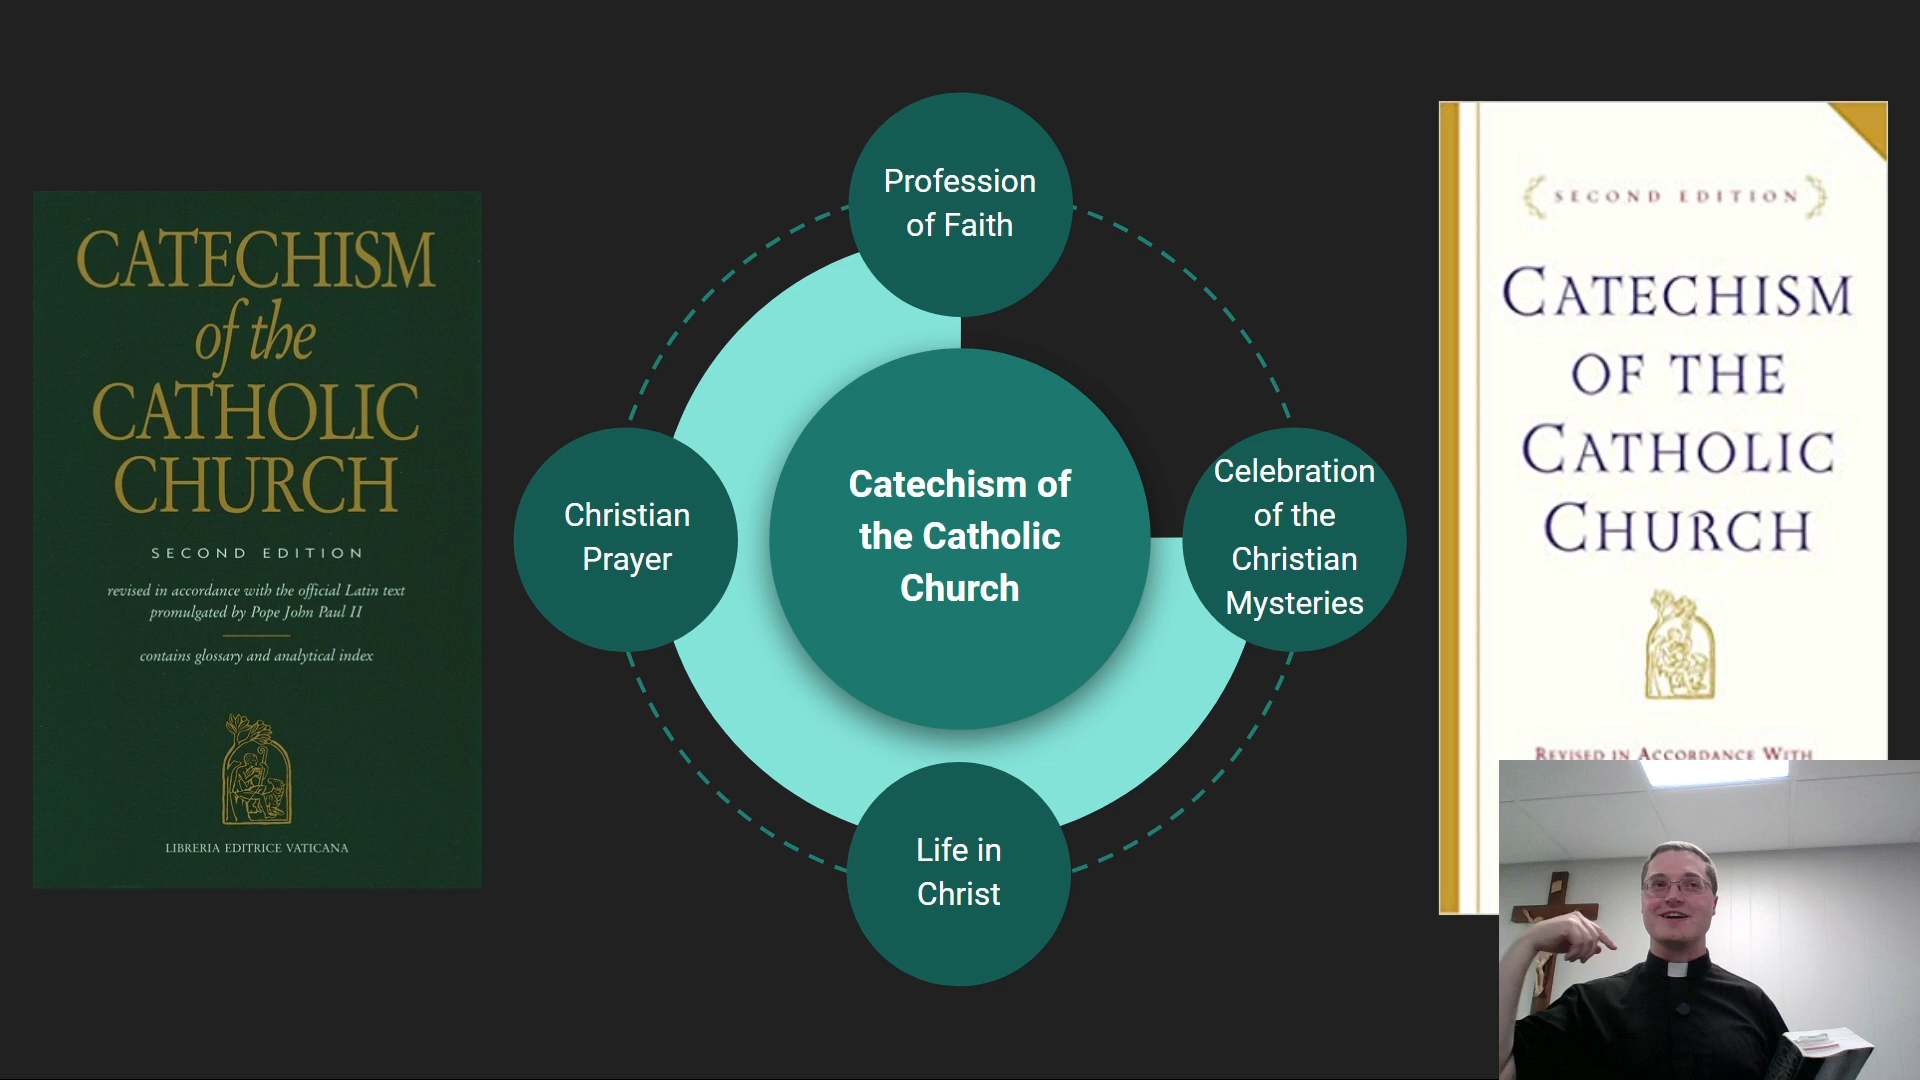 CATECHISM
of the
CATHOLIC
CHURCH
SECOND EDITION
revised in accordance with the official Latin text
promulgated by Pope John Paul II
contains glossary and analytical index
LIBRERIA EDITRICE VATICANA
Profession
of Faith
Christian
Prayer
Catechism of
the Catholic
Church
Celebration
of the
Christian
Mysteries
Life in
Christ
SECOND EDITION
CATECHISM
OF THE
CATHOLIC
CHURCH
REVISED IN ACCORDANCE WITH